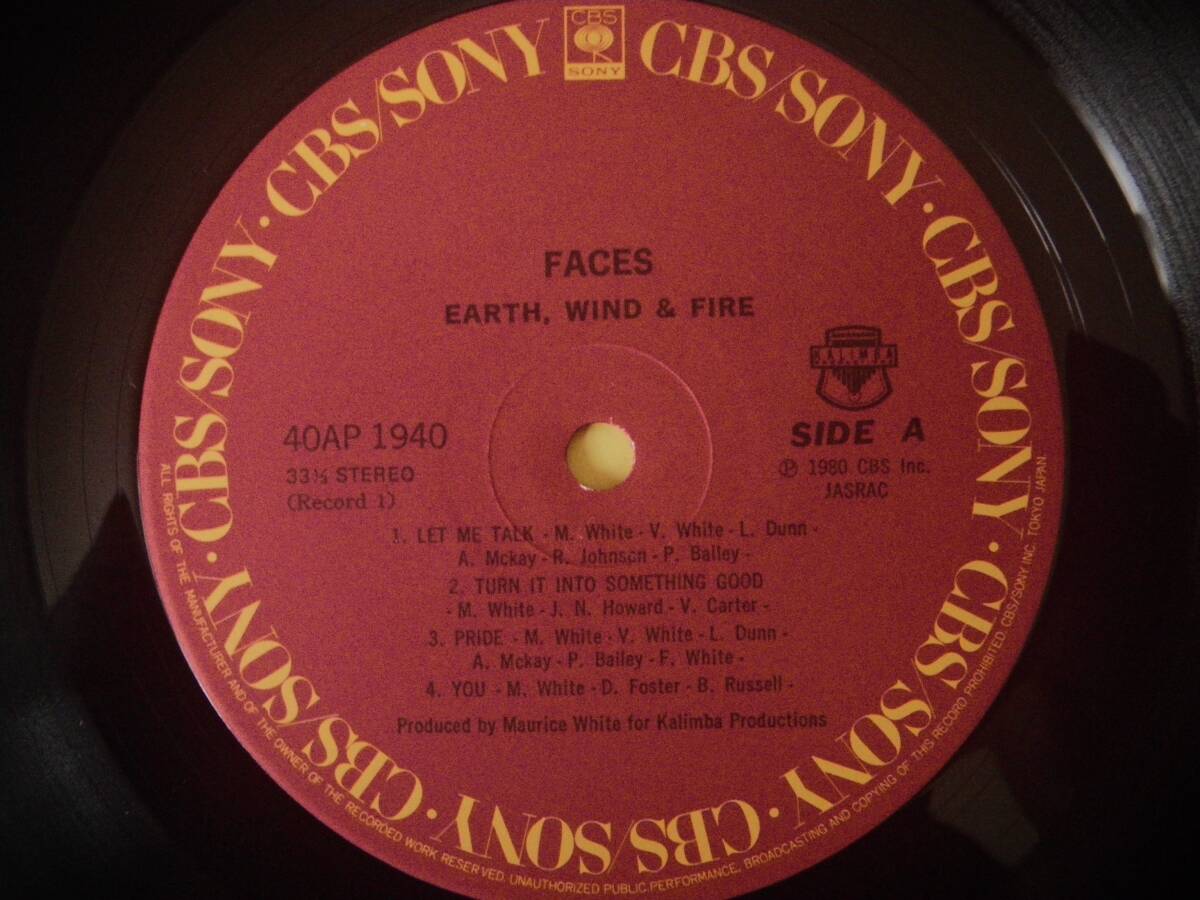 CBS
SONY
CBS/SONY · CBS/SONY · CBS/SONY · CBS/SONY · CBS/SONY · CBS/SONY · CBS/SONY · CBS/SONY
FACES
EARTH, WIND & FIRE
KALIMBA
40AP 1940
SIDE A
33⅓ STEREO
(Record 1)
℗ 1980 CBS Inc.
JASRAC
1. LET ME TALK - M. White - V. White - L. Dunn -
A. Mckay - R. Johnson - P. Bailey -
2. TURN IT INTO SOMETHING GOOD
- M. White - J. N. Howard - V. Carter -
3. PRIDE - M. White - V. White - L. Dunn -
A. Mckay - P. Bailey - F. White -
4. YOU - M. White - D. Foster - B. Russell -
Produced by Maurice White for Kalimba Productions
ALL RIGHTS OF THE MANUFACTURER AND OF THE OWNER OF THE RECORDED WORK RESERVED. UNAUTHORIZED PUBLIC PERFORMANCE, BROADCASTING AND COPYING OF THIS RECORD PROHIBITED. CBS/SONY INC. TOKYO JAPAN.